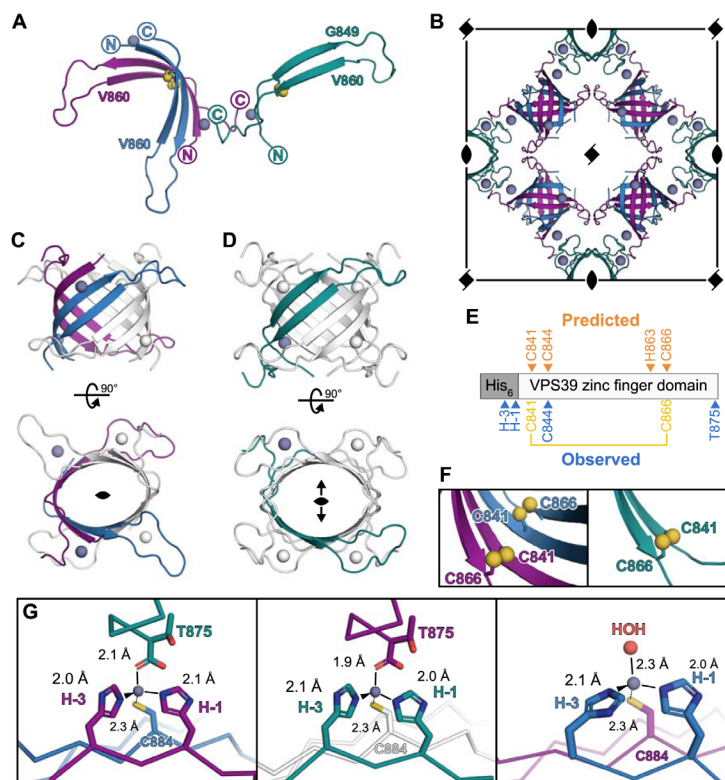 A
N
C
V860
V860
N
C
C
N
G849
V860
B
C
90°
D
90°
E
Predicted
C841
C844
H863
C866
His6
VPS39 zinc finger domain
H-3
H-1
C841
C844
C866
T875
Observed
F
C866
C841
C841
C866
C841
C866
G
T875
2.1 Å
2.0 Å
2.1 Å
H-3
H-1
2.3 Å
C884
T875
1.9 Å
2.1 Å
2.0 Å
H-3
H-1
2.3 Å
C884
HOH
2.1 Å
2.3 Å
2.0 Å
H-3
H-1
2.3 Å
C884